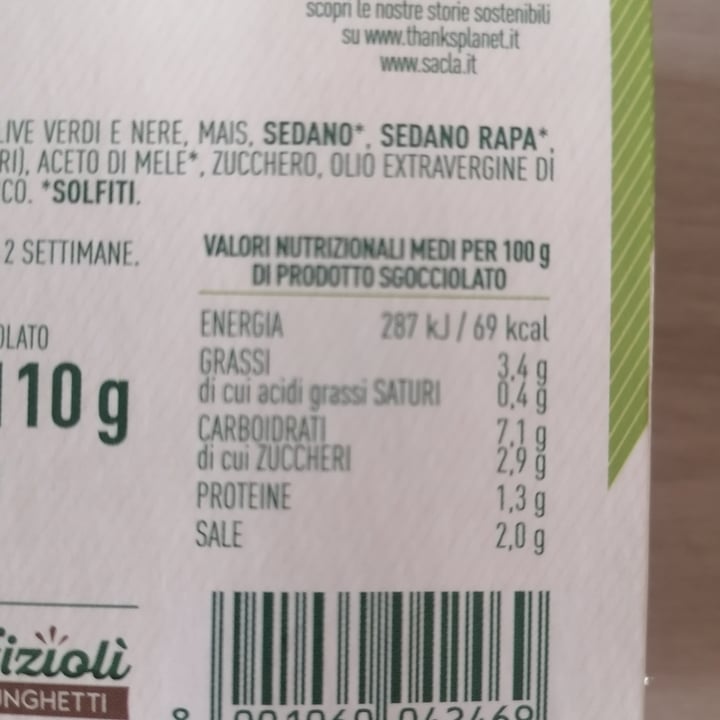 scopri le nostre storie sostenibili
su www.thanksplanet.it
www.sacla.it
LIVE VERDI E NERE, MAIS, SEDANO*, SEDANO RAPA*,
RI), ACETO DI MELE*, ZUCCHERO, OLIO EXTRAVERGINE DI
CO. *SOLFITI.
2 SETTIMANE.
OLATO
110 g
VALORI NUTRIZIONALI MEDI PER 100 g
DI PRODOTTO SGOCCIOLATO
ENERGIA 287 kJ / 69 kcal
GRASSI 3,4 g
di cui acidi grassi SATURI 0,4 g
CARBOIDRATI 7,1 g
di cui ZUCCHERI 2,9 g
PROTEINE 1,3 g
SALE 2,0 g
izioli
UNGHETTI
8 001060 042469